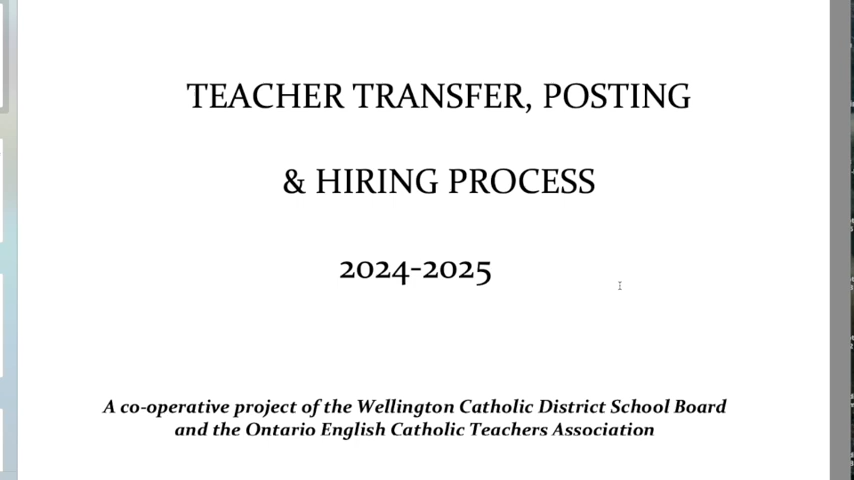 TEACHER TRANSFER, POSTING
& HIRING PROCESS
2024-2025
A co-operative project of the Wellington Catholic District School Board
and the Ontario English Catholic Teachers Association